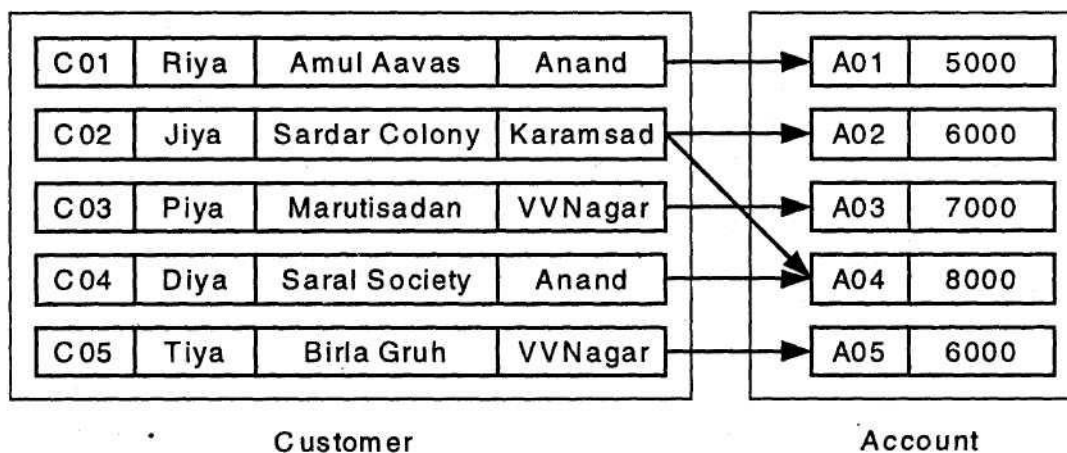 C01 Riya Amul Aavas Anand A01 5000
C02 Jiya Sardar Colony Karamsad A02 6000
C03 Piya Marutisadan VVNagar A03 7000
C04 Diya Saral Society Anand A04 8000
C05 Tiya Birla Gruh VVNagar A05 6000
Customer Account